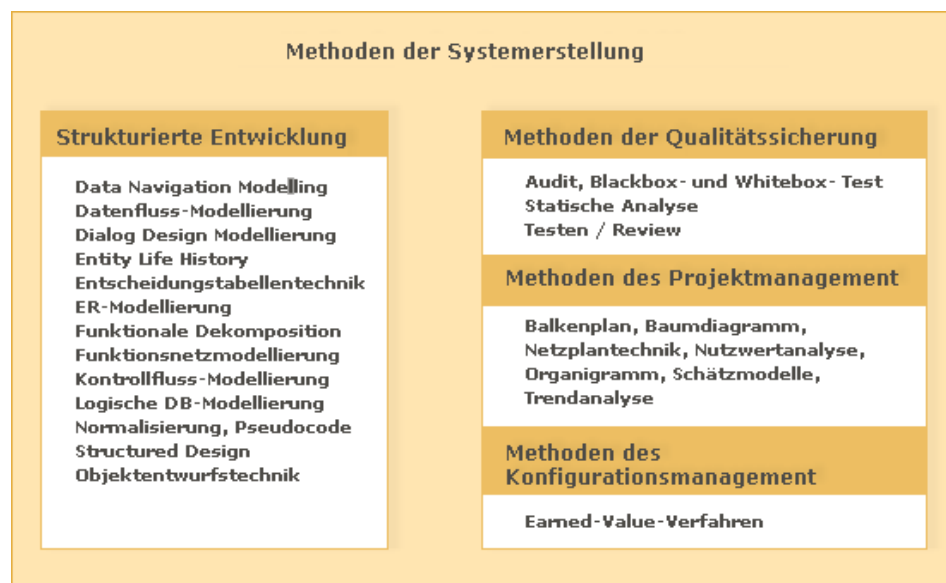 Methoden der Systemerstellung
Strukturierte Entwicklung
Data Navigation Modelling
Datenfluss-Modellierung
Dialog Design Modellierung
Entity Life History
Entscheidungstabellentechnik
ER-Modellierung
Funktionale Dekomposition
Funktionsnetzmodellierung
Kontrollfluss-Modellierung
Logische DB-Modellierung
Normalisierung, Pseudocode
Structured Design
Objektentwurfstechnik
Methoden der Qualitätssicherung
Audit, Blackbox- und Whitebox- Test
Statische Analyse
Testen / Review
Methoden des Projektmanagement
Balkenplan, Baumdiagramm,
Netzplantechnik, Nutzwertanalyse,
Organigramm, Schätzmodelle,
Trendanalyse
Methoden des
Konfigurationsmanagement
Earned-Value-Verfahren